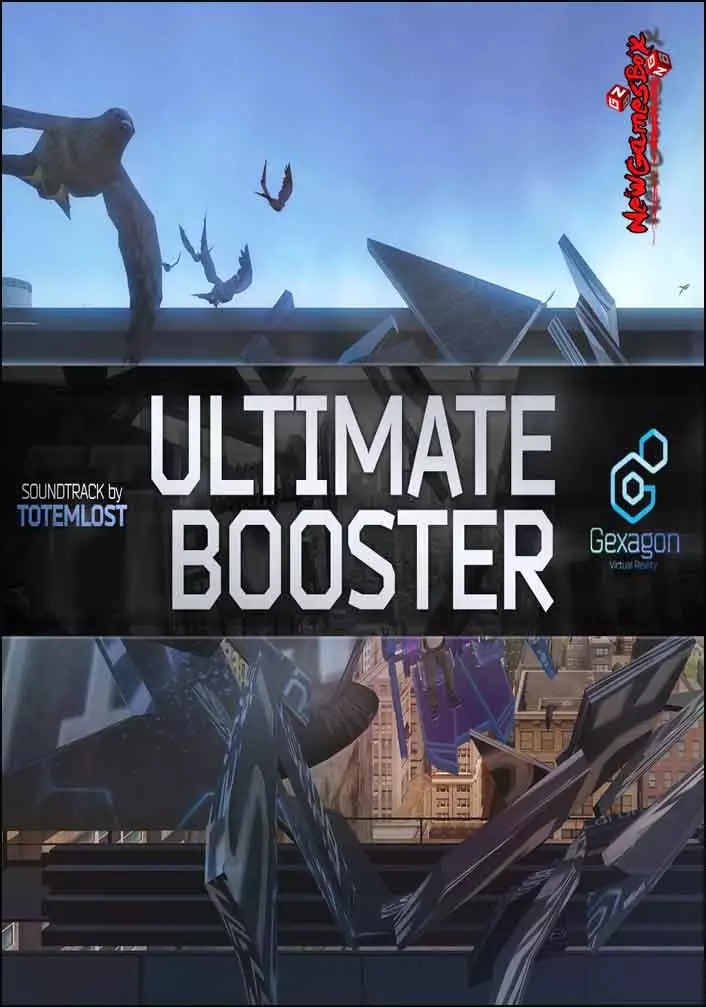 NewGamesBox
SOUNDTRACK by
TOTEMLOST
ULTIMATE
BOOSTER
Gexagon
Virtual Reality